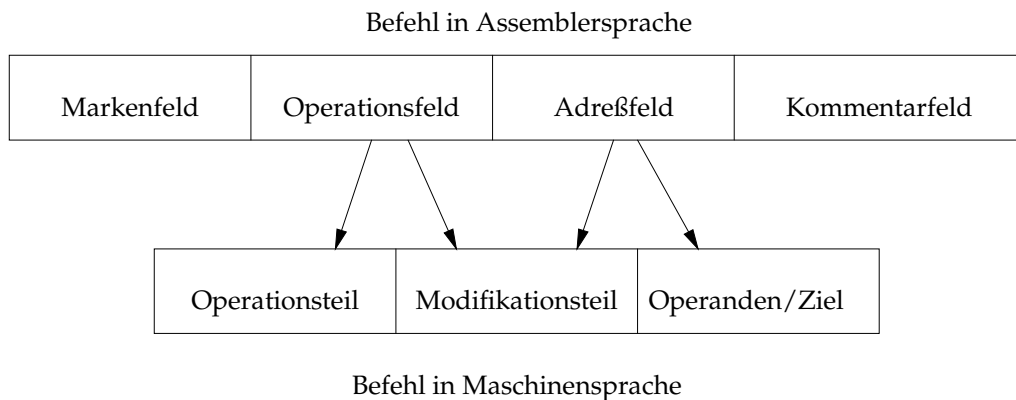 Befehl in Assemblersprache
Markenfeld Operationsfeld Adreßfeld Kommentarfeld
Operationsteil Modifikationsteil Operanden/Ziel
Befehl in Maschinensprache